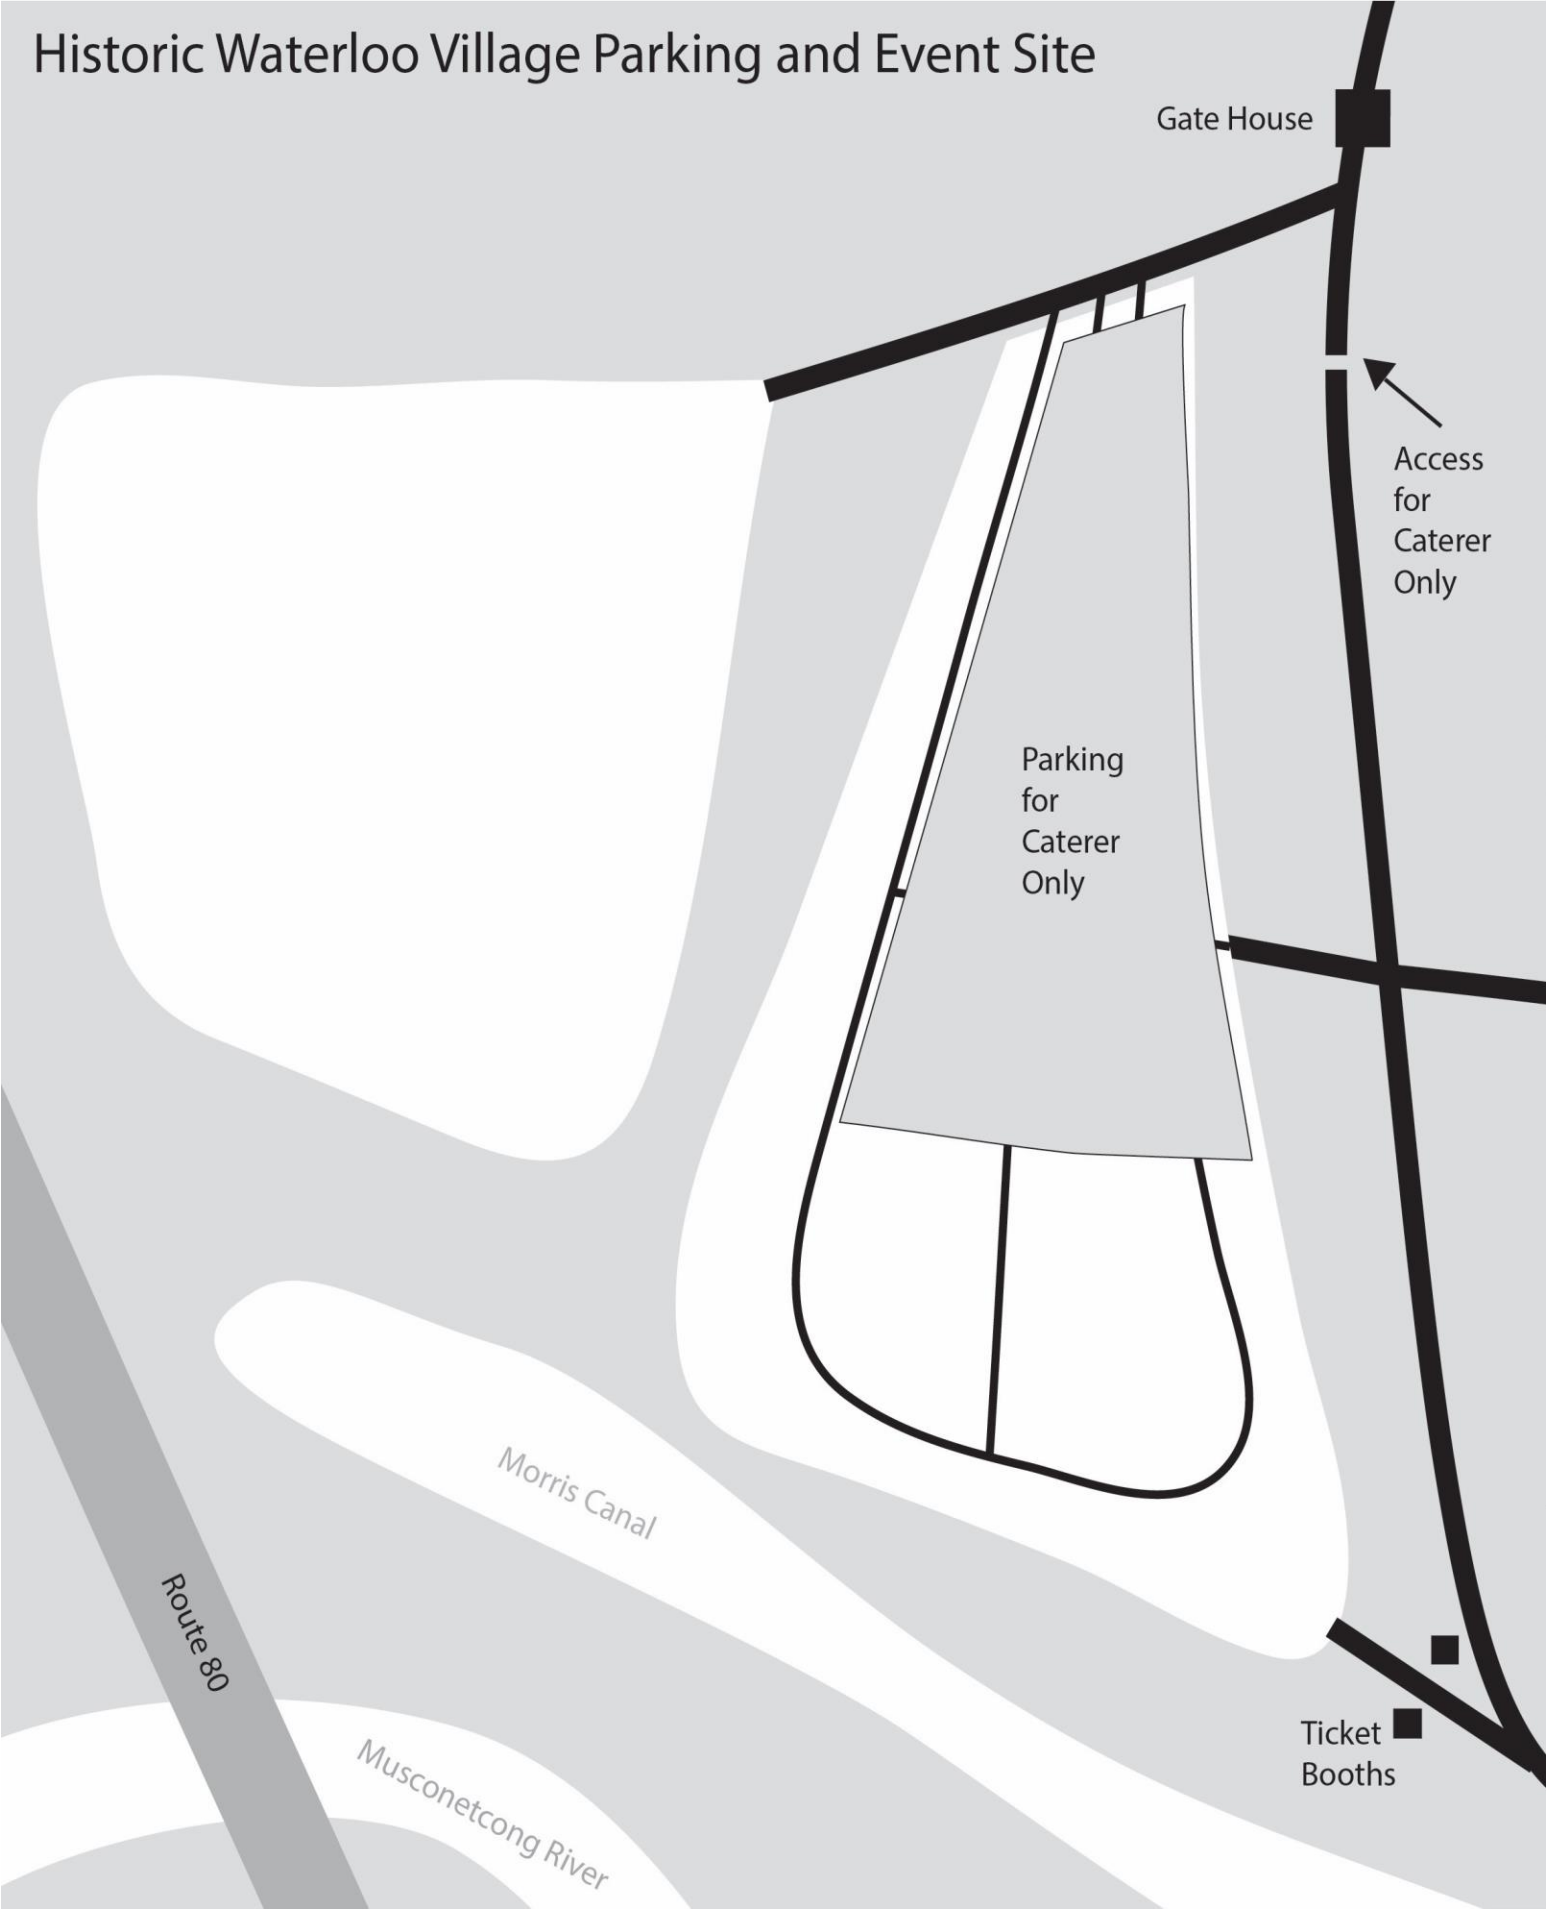 Historic Waterloo Village Parking and Event Site
Gate House
Access
for
Caterer
Only
Parking
for
Caterer
Only
Morris Canal
Route 80
Musconetcong River
Ticket
Booths